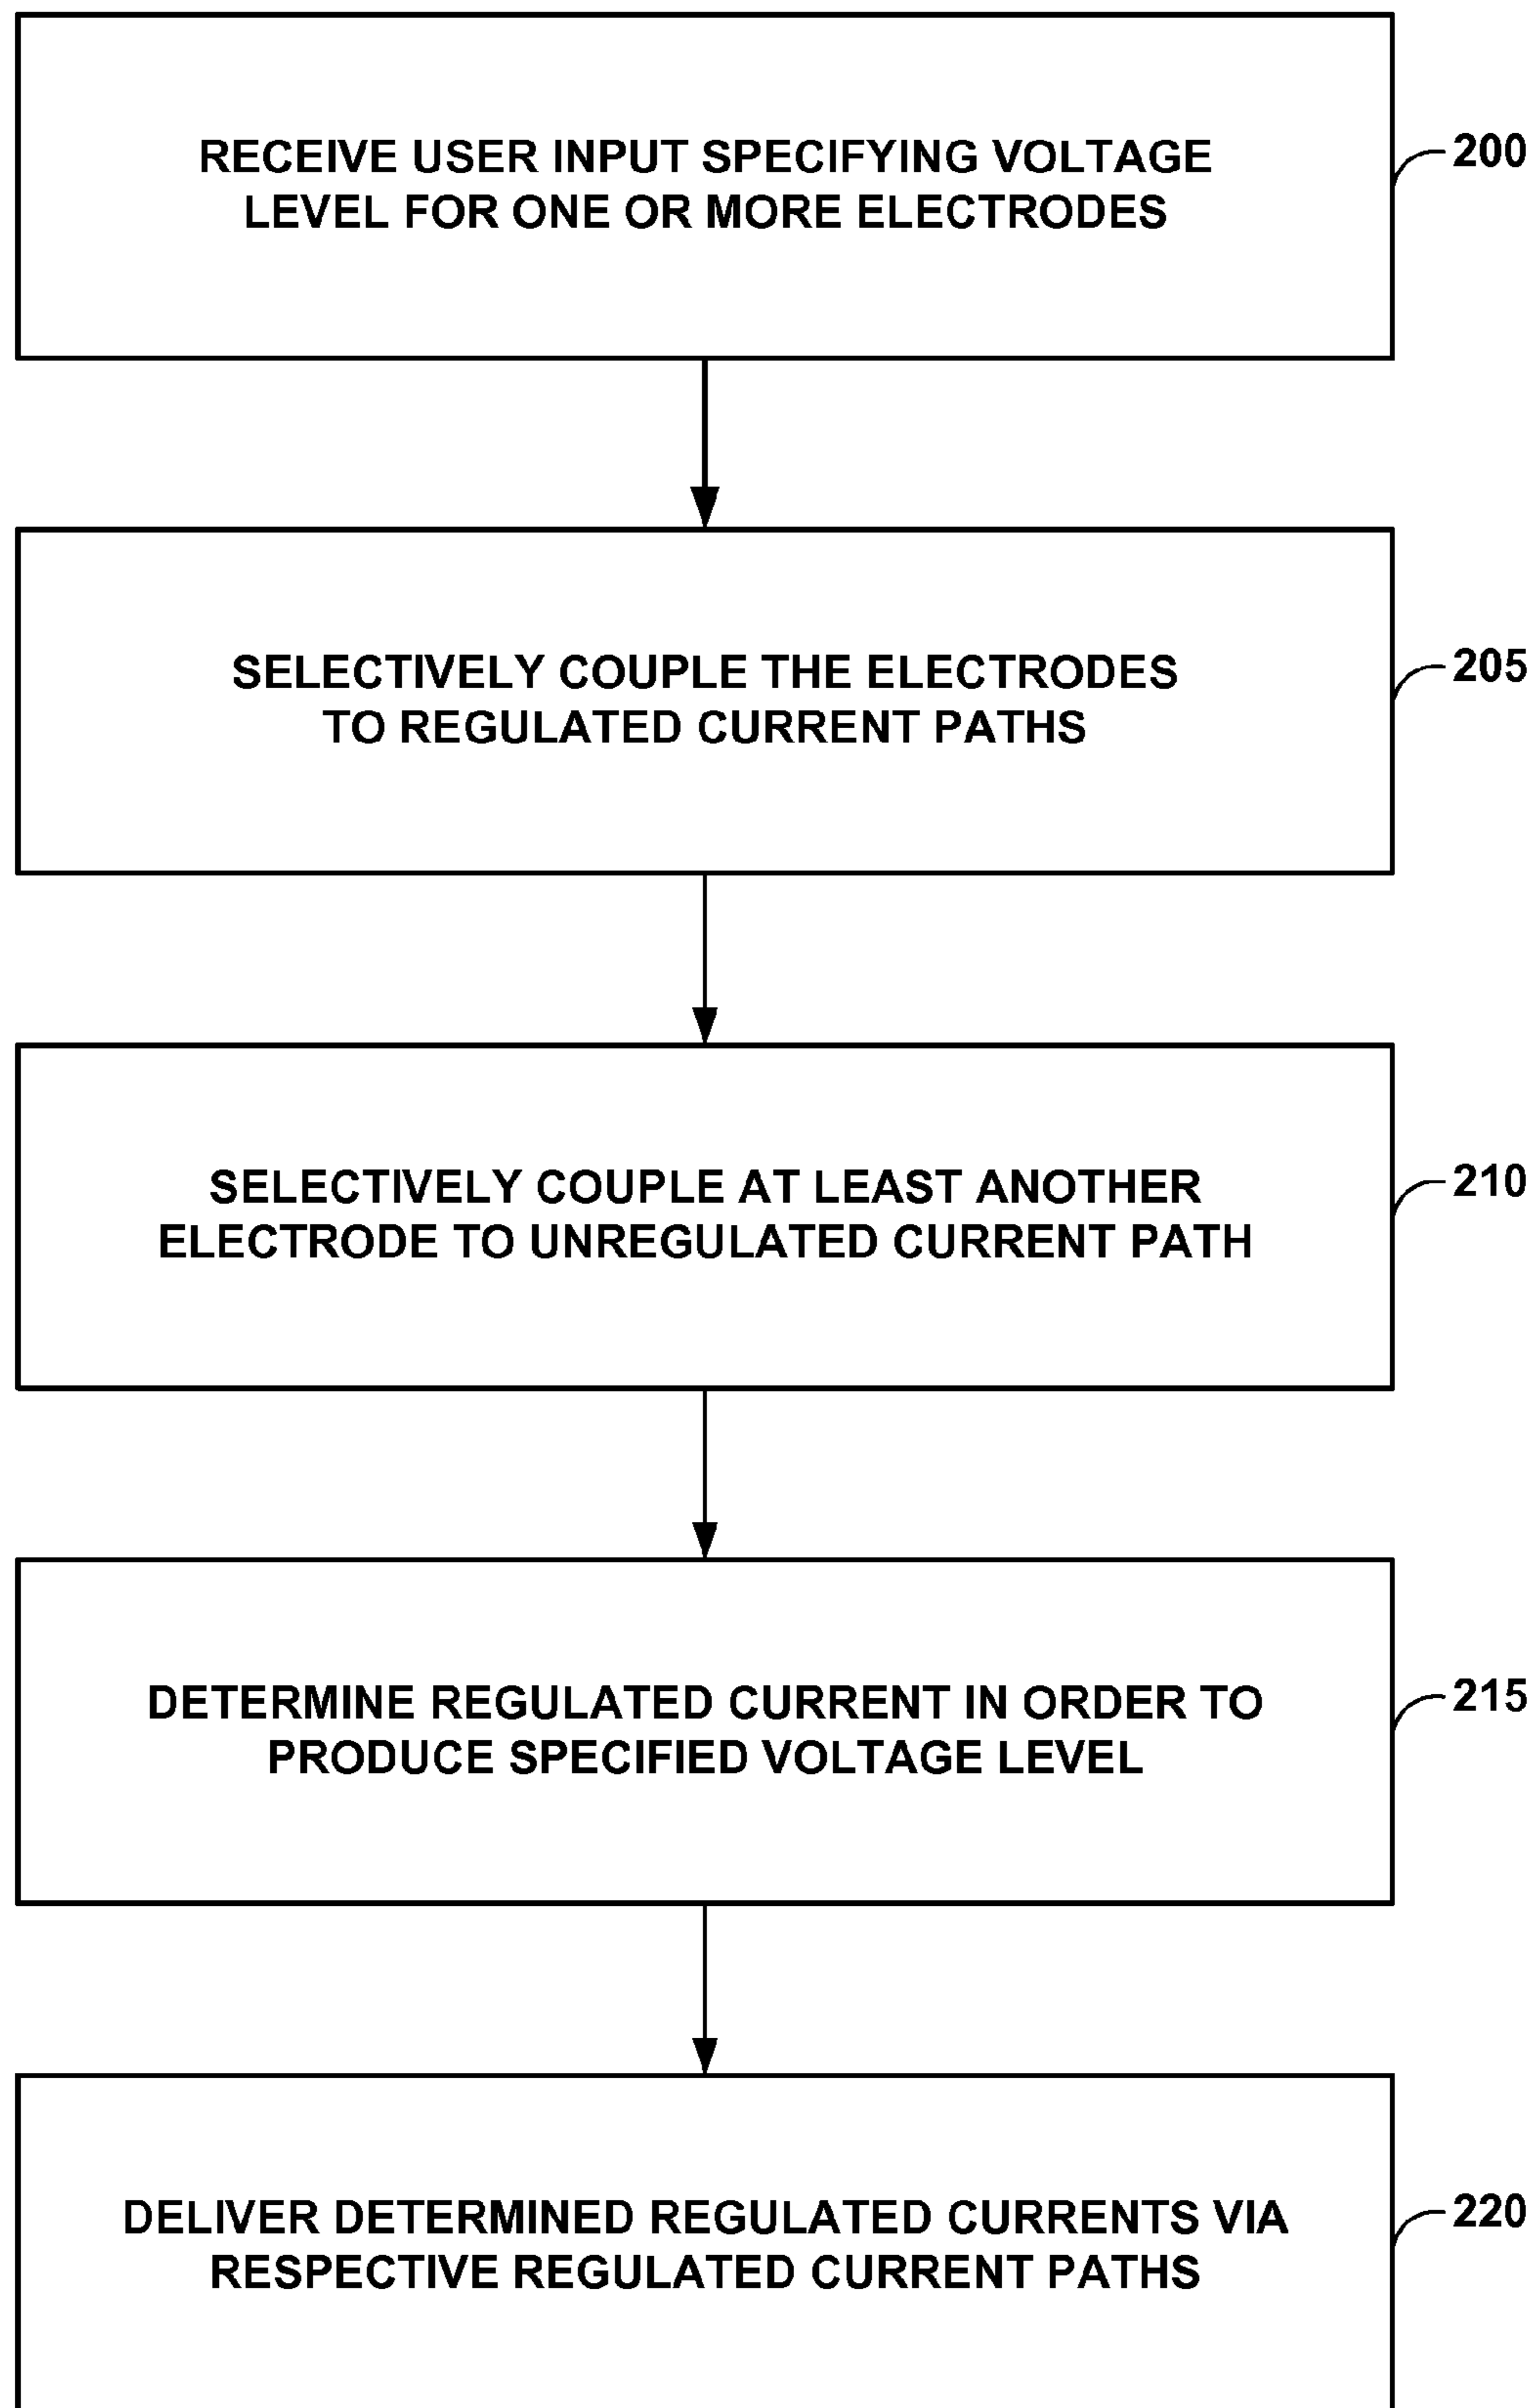 RECEIVE USER INPUT SPECIFYING VOLTAGE
LEVEL FOR ONE OR MORE ELECTRODES
200
SELECTIVELY COUPLE THE ELECTRODES
TO REGULATED CURRENT PATHS
205
SELECTIVELY COUPLE AT LEAST ANOTHER
ELECTRODE TO UNREGULATED CURRENT PATH
210
DETERMINE REGULATED CURRENT IN ORDER TO
PRODUCE SPECIFIED VOLTAGE LEVEL
215
DELIVER DETERMINED REGULATED CURRENTS VIA
RESPECTIVE REGULATED CURRENT PATHS
220